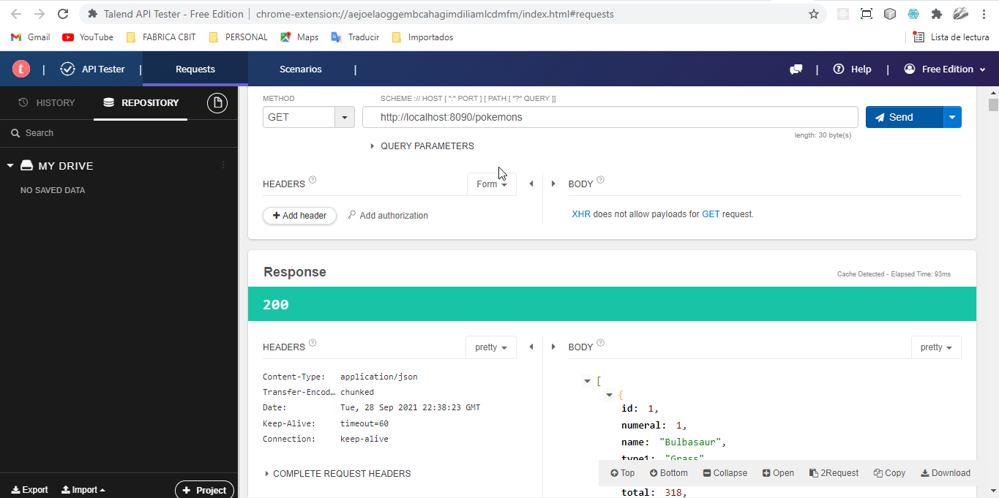 Talend API Tester - Free Edition | chrome-extension://aejoelaoggembcahagimdiliamlcdmfm/index.html#requests
Gmail YouTube FABRICA CBIT PERSONAL Maps Traducir Importados Lista de lectura
t | API Tester | Requests Scenarios | | Help | Free Edition
HISTORY REPOSITORY
Search
MY DRIVE
NO SAVED DATA
Export Import + Project
METHOD SCHEME :// HOST [ ":" PORT ] [ PATH [ "?" QUERY ]]
GET http://localhost:8090/pokemons Send
length: 30 byte(s)
QUERY PARAMETERS
HEADERS ? Form BODY ?
+ Add header Add authorization XHR does not allow payloads for GET request.
Response
Cache Detected - Elapsed Time: 93ms
200
HEADERS ? pretty BODY ? pretty
Content-Type: application/json
Transfer-Encod… chunked
Date: Tue, 28 Sep 2021 22:38:23 GMT
Keep-Alive: timeout=60
Connection: keep-alive
COMPLETE REQUEST HEADERS
[
{
id: 1,
numeral: 1,
name: "Bulbasaur",
type1: "Grass"
Top Bottom Collapse Open 2Request Copy Download
total: 318,